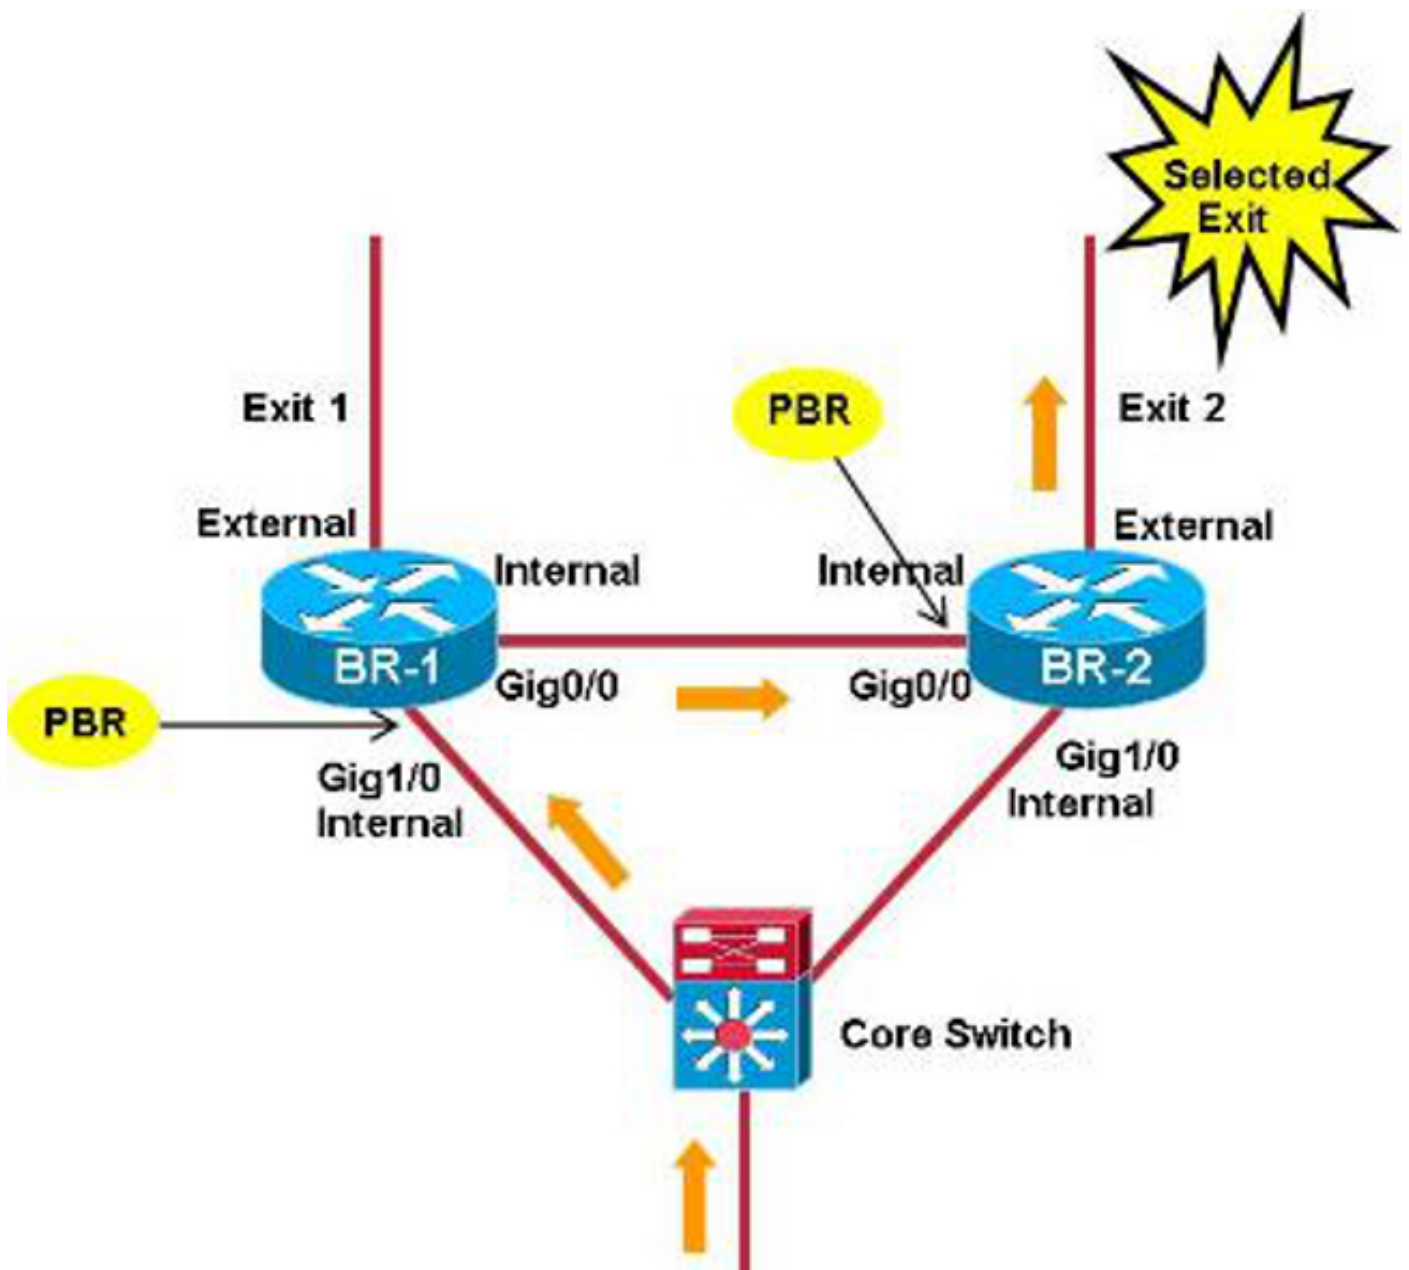 Selected
Exit
Exit 1
PBR
Exit 2
External
External
Internal
Internal
BR-1
BR-2
Gig0/0
Gig0/0
PBR
Gig1/0
Internal
Gig1/0
Internal
Core Switch